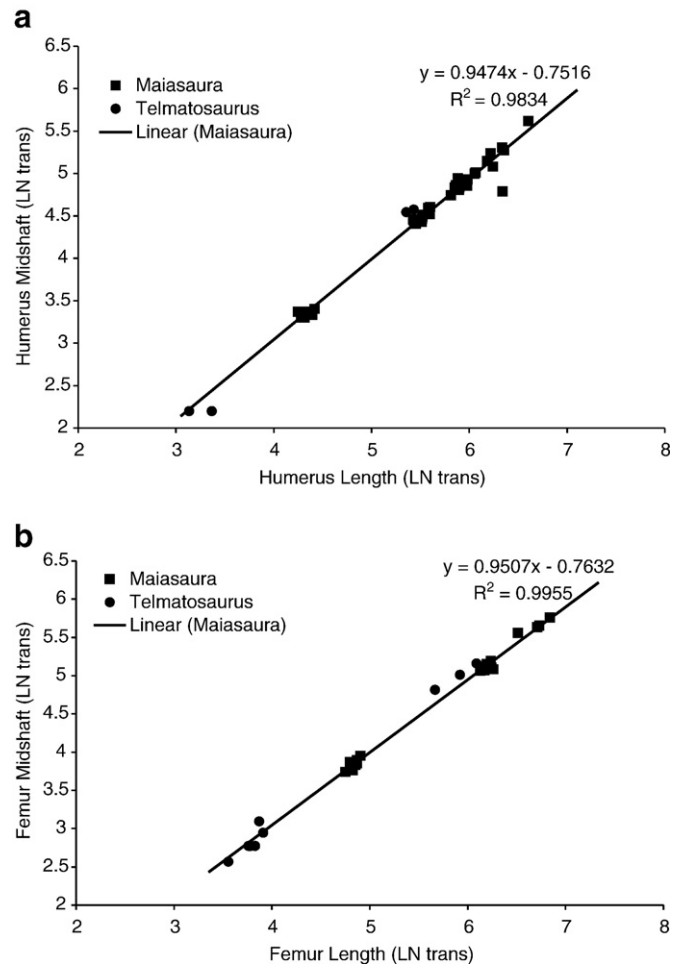 a
6.5
6
5.5
5
4.5
4
3.5
3
2.5
2
Humerus Midshaft (LN trans)
Maiasaura
Telmatosaurus
Linear (Maiasaura)
y = 0.9474x - 0.7516
R² = 0.9834
2 3 4 5 6 7 8
Humerus Length (LN trans)
b
6.5
6
5.5
5
4.5
4
3.5
3
2.5
2
Femur Midshaft (LN trans)
Maiasaura
Telmatosaurus
Linear (Maiasaura)
y = 0.9507x - 0.7632
R² = 0.9955
2 3 4 5 6 7 8
Femur Length (LN trans)